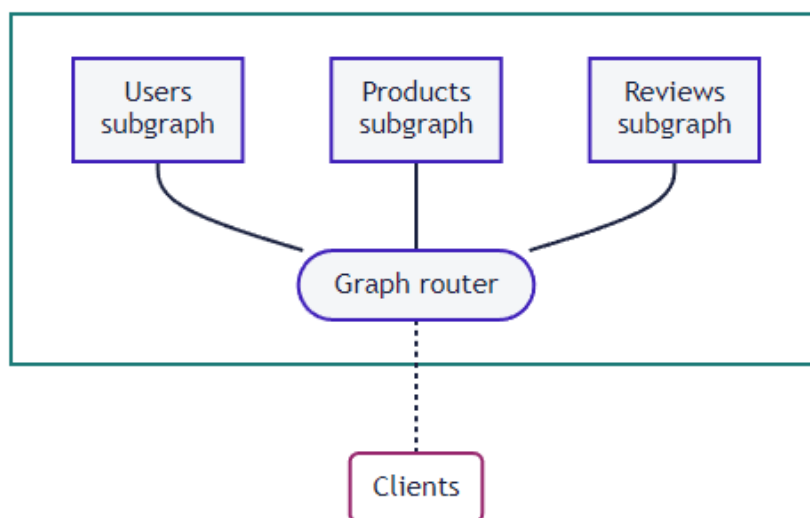 Users
subgraph
Products
subgraph
Reviews
subgraph
Graph router
Clients